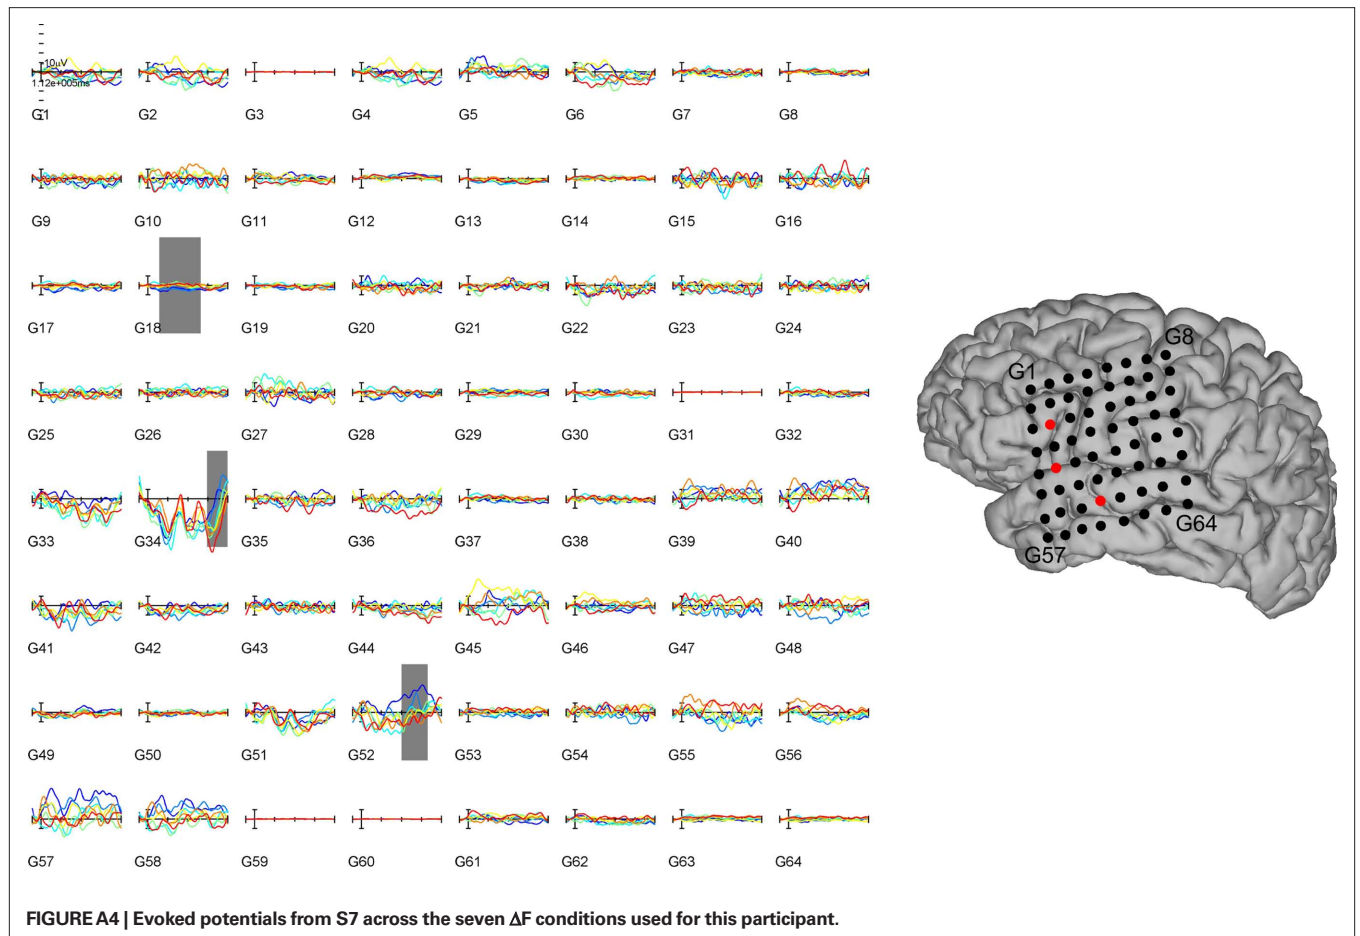 10μV
1.12e+005ms
G1 G2 G3 G4 G5 G6 G7 G8
G9 G10 G11 G12 G13 G14 G15 G16
G17 G18 G19 G20 G21 G22 G23 G24
G25 G26 G27 G28 G29 G30 G31 G32
G33 G34 G35 G36 G37 G38 G39 G40
G41 G42 G43 G44 G45 G46 G47 G48
G49 G50 G51 G52 G53 G54 G55 G56
G57 G58 G59 G60 G61 G62 G63 G64
G8
G1
G64
G57
FIGURE A4 | Evoked potentials from S7 across the seven ΔF conditions used for this participant.